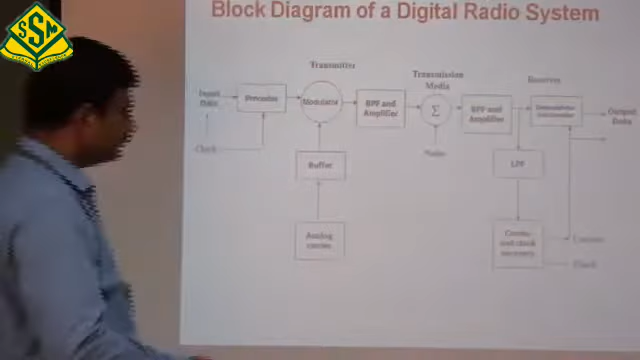 SSM
Block Diagram of a Digital Radio System
Transmitter
Transmission
Media
Receiver
Input
Data
Precoder
Modulator
BPF and
Amplifier
Σ
BPF and
Amplifier
Output
Data
Clock
Noise
Buffer
LPF
Analog
carrier
Carrier
and clock
recovery
Carrier
Clock